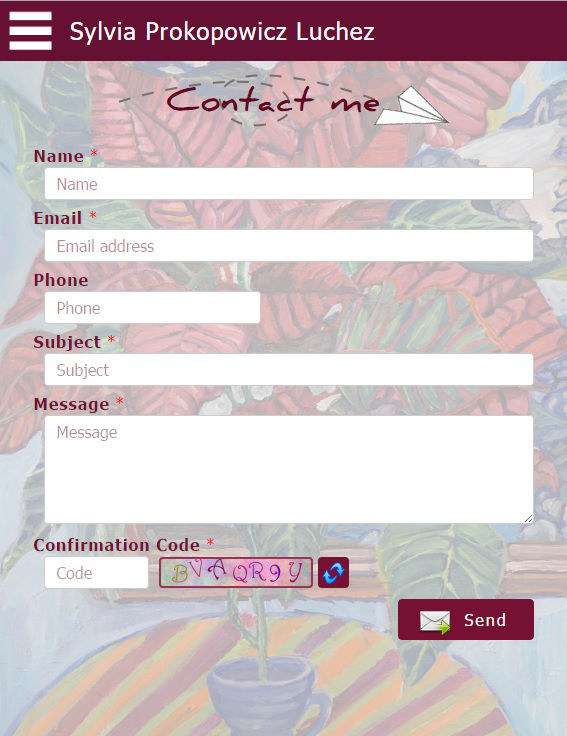 Sylvia Prokopowicz Luchez
Contact me
Name *
Name
Email *
Email address
Phone
Phone
Subject *
Subject
Message *
Message
Confirmation Code *
Code BVAQR9Y
Send